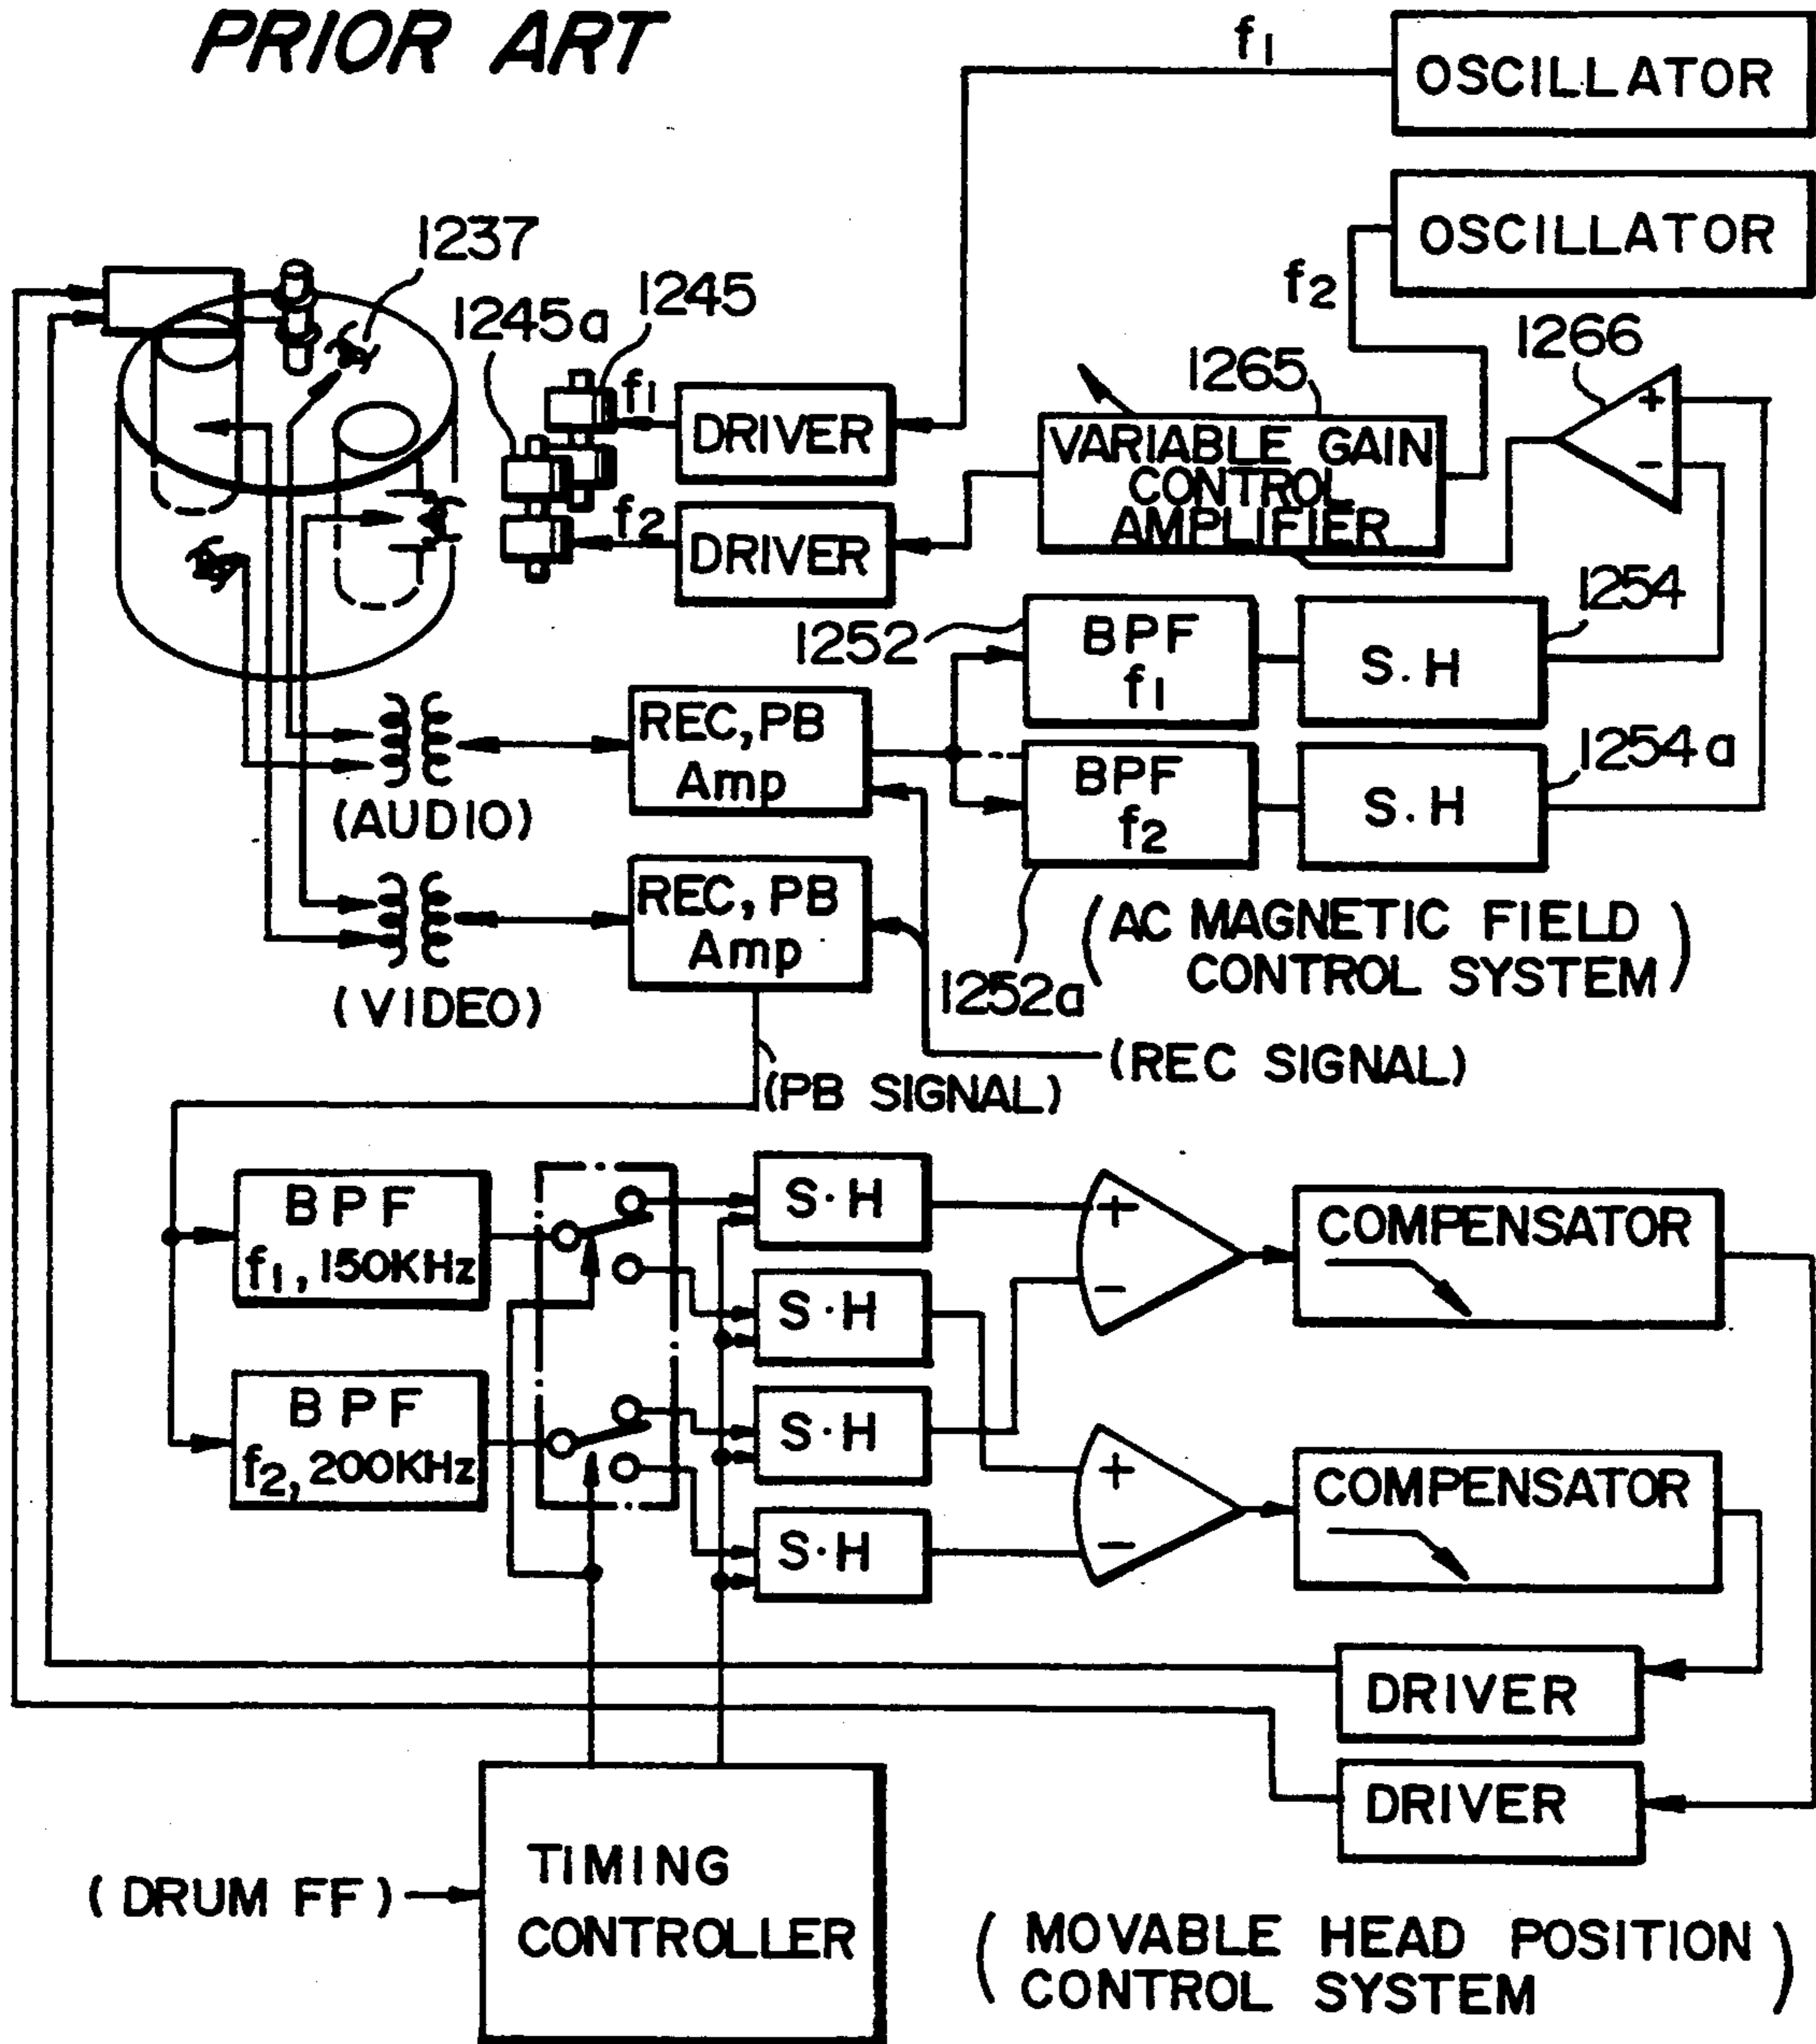 PRIOR ART
f1
OSCILLATOR
OSCILLATOR
f2
1237
1245a
1245
f1
DRIVER
1265
1266
VARIABLE GAIN
CONTROL
AMPLIFIER
+
-
f2
DRIVER
1252
BPF
f1
S.H
1254
REC, PB
Amp
(AUDIO)
BPF
f2
S.H
1254a
REC, PB
Amp
(VIDEO)
1252a
(AC MAGNETIC FIELD
CONTROL SYSTEM)
(PB SIGNAL)
(REC SIGNAL)
BPF
f1, 150KHz
S·H
+
-
COMPENSATOR
S·H
BPF
f2, 200KHz
S·H
+
-
COMPENSATOR
S·H
DRIVER
DRIVER
(DRUM FF)
TIMING
CONTROLLER
(MOVABLE HEAD POSITION
CONTROL SYSTEM)